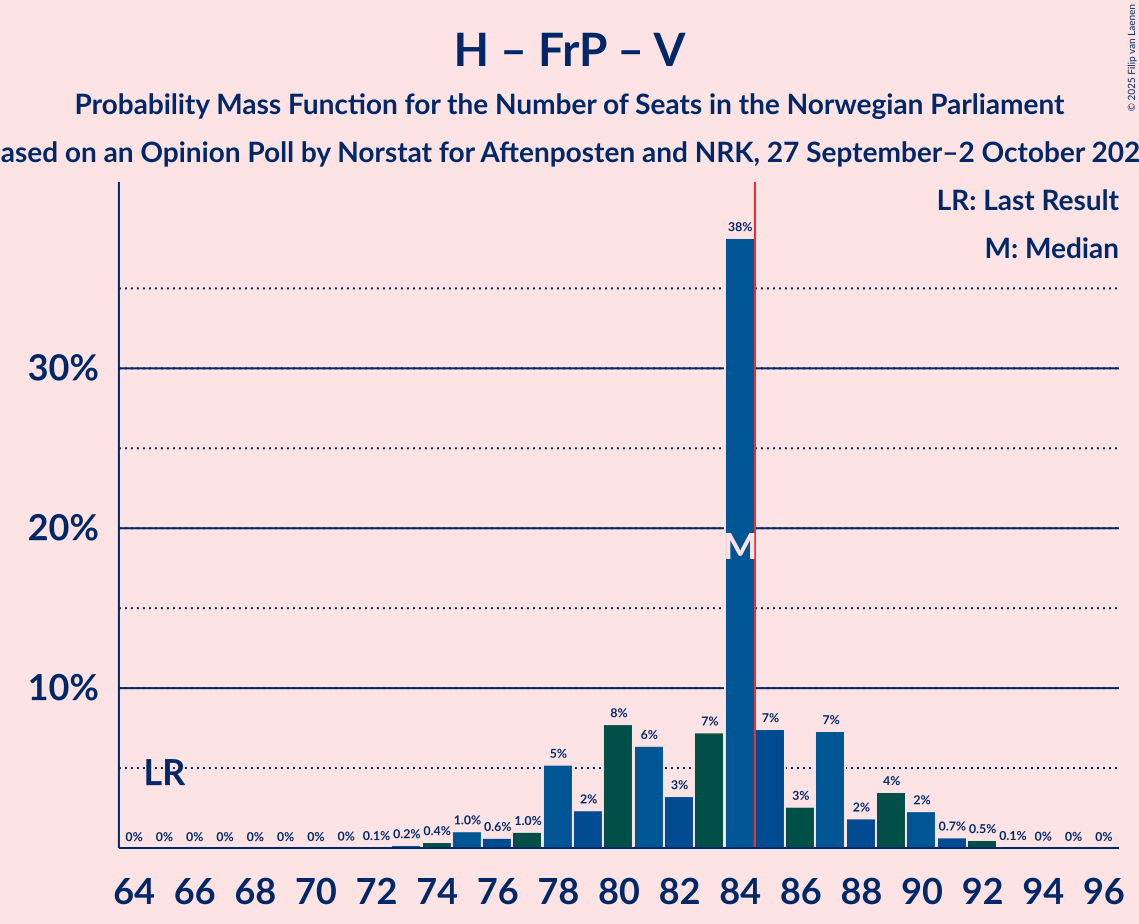 H – FrP – V
Probability Mass Function for the Number of Seats in the Norwegian Parliament
ased on an Opinion Poll by Norstat for Aftenposten and NRK, 27 September–2 October 202
© 2025 Filip van Laenen
LR: Last Result
M: Median
30%
20%
10%
LR
M
0% 0% 0% 0% 0% 0% 0% 0% 0.1% 0.2% 0.4% 1.0% 0.6% 1.0% 5% 2% 8% 6% 3% 7% 38% 7% 3% 7% 2% 4% 2% 0.7% 0.5% 0.1% 0% 0% 0%
64 66 68 70 72 74 76 78 80 82 84 86 88 90 92 94 96